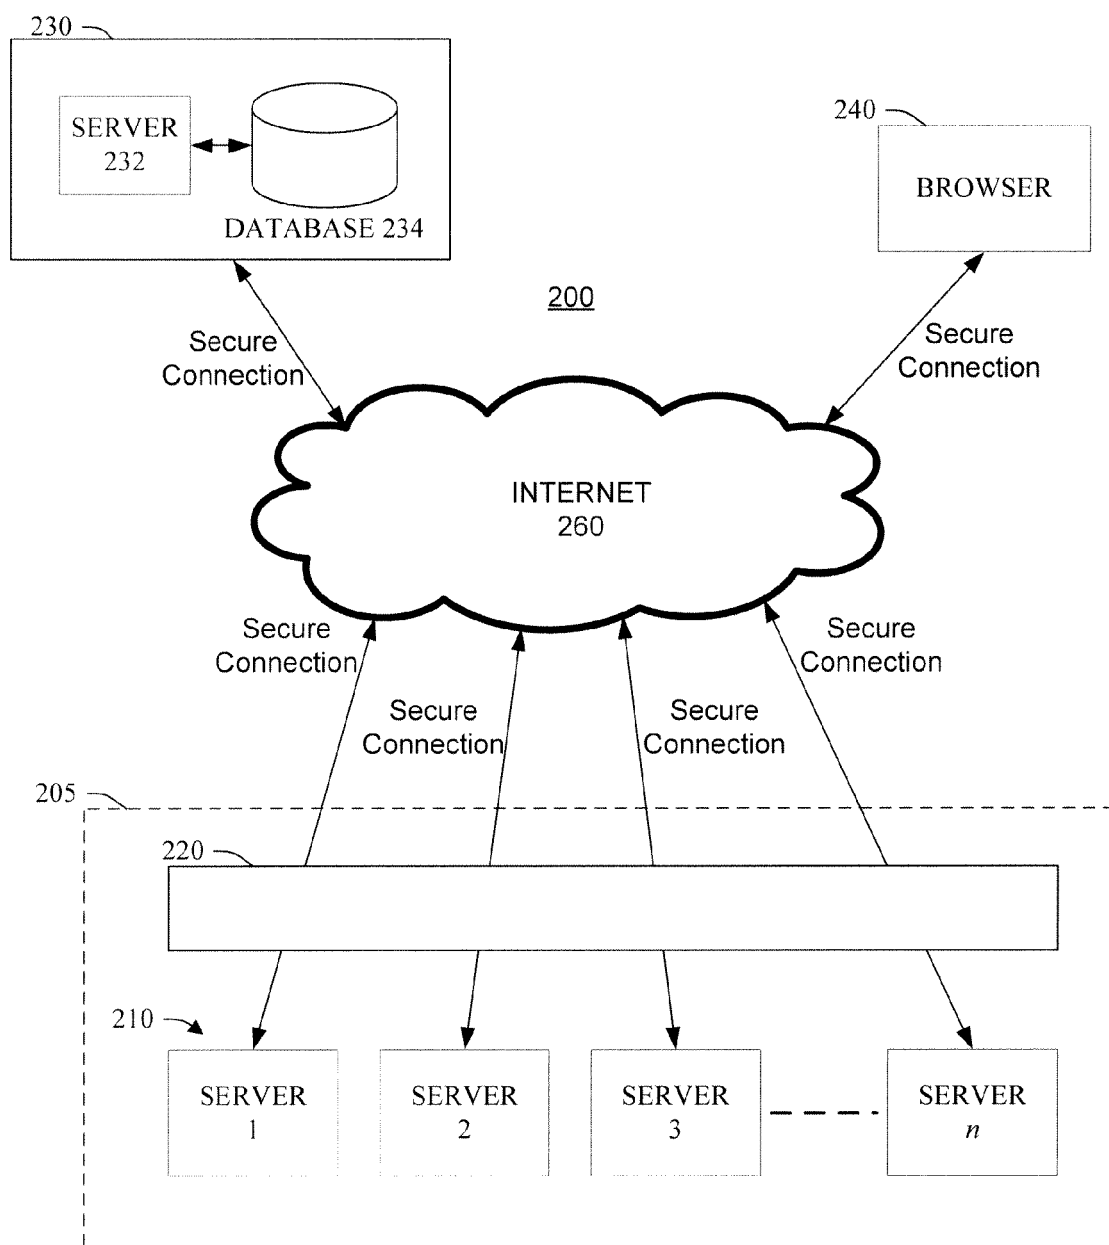 230
SERVER
232
DATABASE 234
240
BROWSER
200
Secure
Connection
Secure
Connection
INTERNET
260
Secure
Connection
Secure
Connection
Secure
Connection
Secure
Connection
205
220
210
SERVER
1
SERVER
2
SERVER
3
SERVER
n